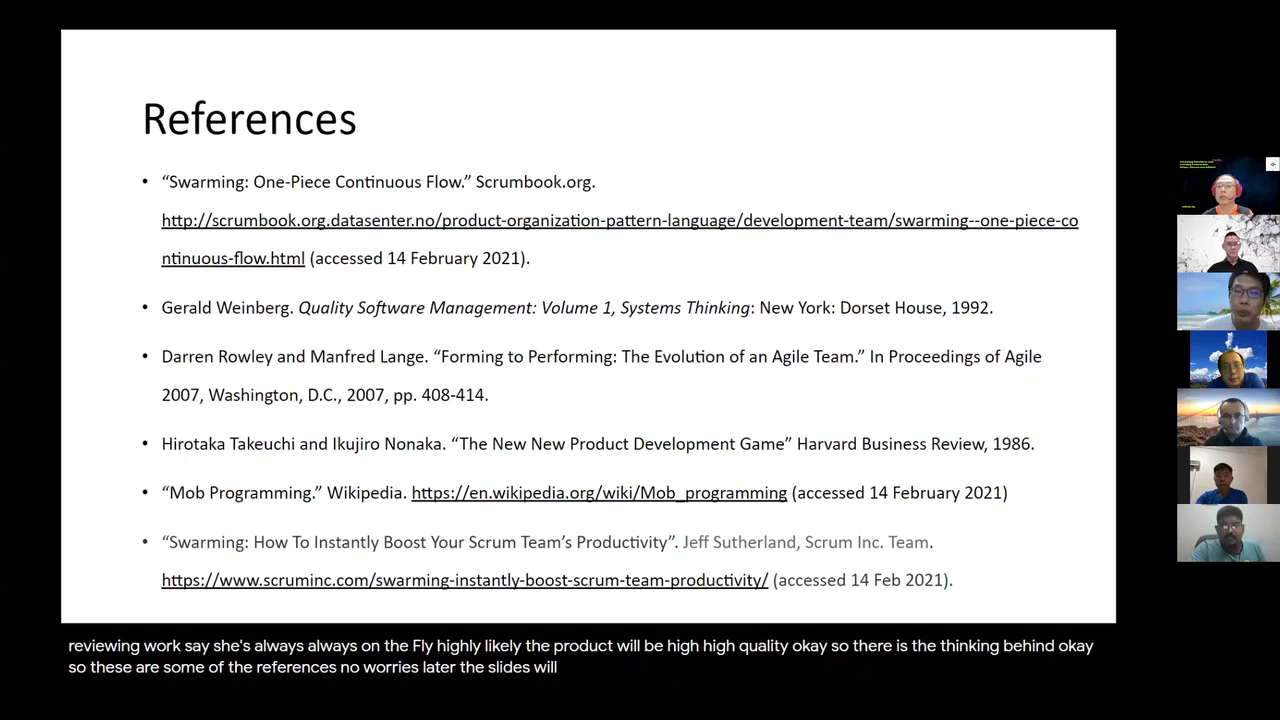 References
• “Swarming: One-Piece Continuous Flow.” Scrumbook.org.
http://scrumbook.org.datasenter.no/product-organization-pattern-language/development-team/swarming--one-piece-co
ntinuous-flow.html (accessed 14 February 2021).
• Gerald Weinberg. Quality Software Management: Volume 1, Systems Thinking: New York: Dorset House, 1992.
• Darren Rowley and Manfred Lange. “Forming to Performing: The Evolution of an Agile Team.” In Proceedings of Agile
2007, Washington, D.C., 2007, pp. 408-414.
• Hirotaka Takeuchi and Ikujiro Nonaka. “The New New Product Development Game” Harvard Business Review, 1986.
• “Mob Programming.” Wikipedia. https://en.wikipedia.org/wiki/Mob_programming (accessed 14 February 2021)
• “Swarming: How To Instantly Boost Your Scrum Team’s Productivity”. Jeff Sutherland, Scrum Inc. Team.
https://www.scruminc.com/swarming-instantly-boost-scrum-team-productivity/ (accessed 14 Feb 2021).
reviewing work say she's always always on the Fly highly likely the product will be high high quality okay so there is the thinking behind okay
so these are some of the references no worries later the slides will